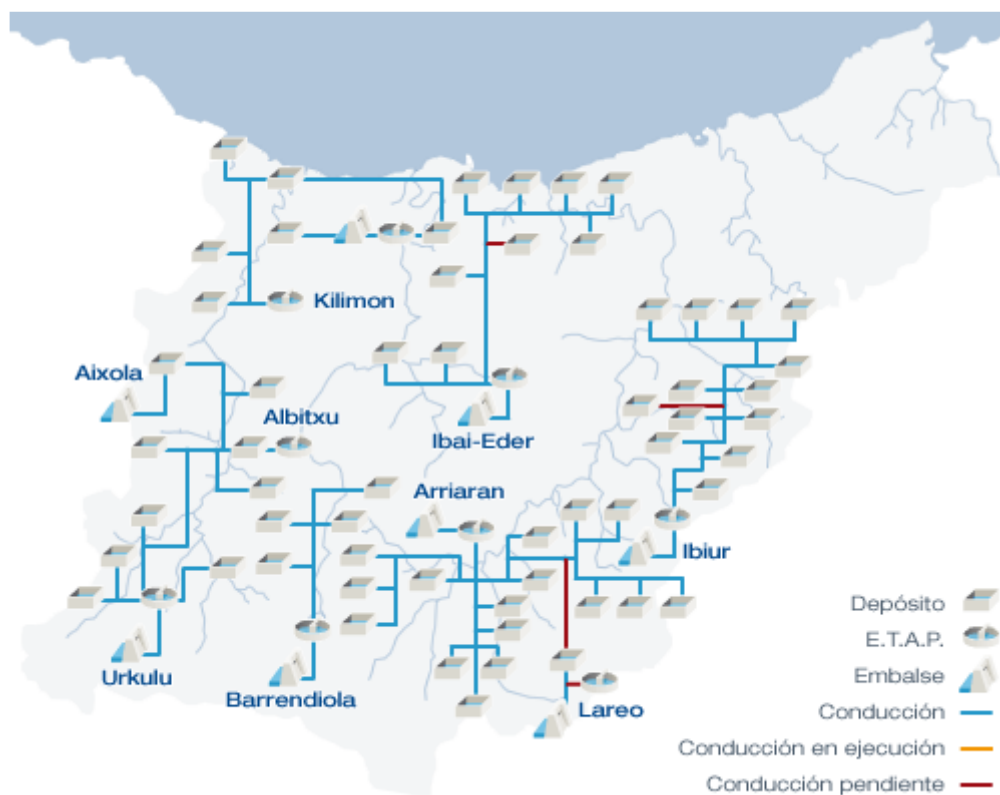 Kilimon
Aixola
Albitxu
Ibai-Eder
Arriaran
Ibiur
Urkulu
Barrendiola
Lareo
Depósito
E.T.A.P.
Embalse
Conducción
Conducción en ejecución
Conducción pendiente